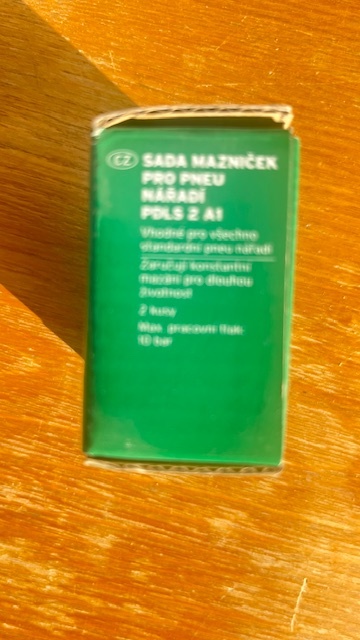 CZ SADA MAZNIČEK
PRO PNEU
NÁŘADÍ
PDLS 2 A1
Vhodné pro všechno
standardní pneu nářadí
Zaručují konstantní
mazání pro dlouhou
životnost
2 kusy
Max. pracovní tlak:
10 bar